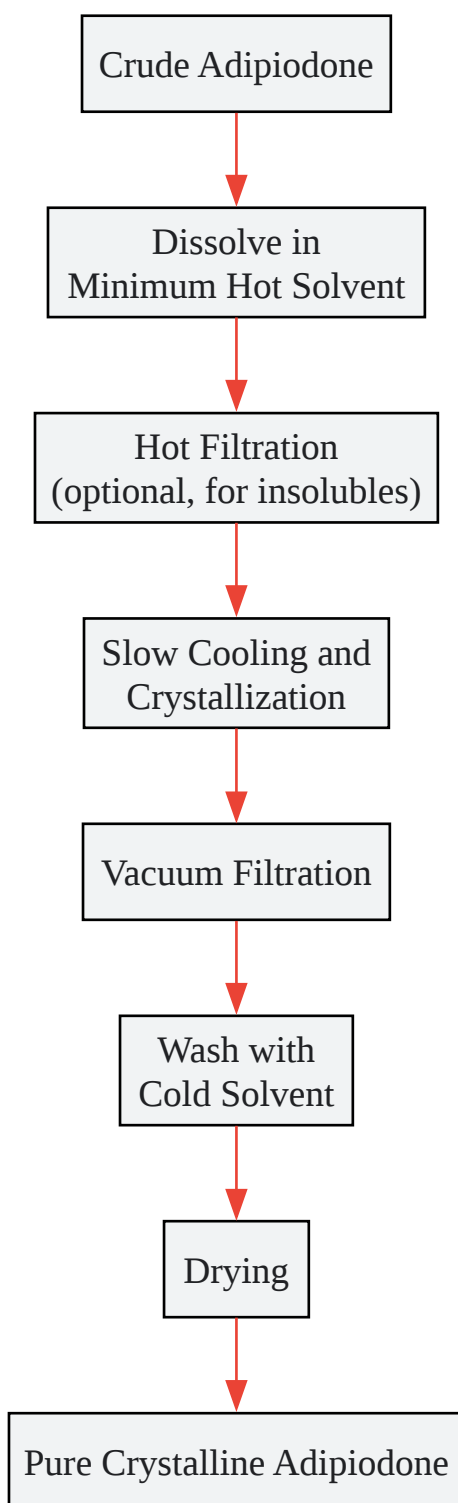 Crude Adipiodone
Dissolve in
Minimum Hot Solvent
Hot Filtration
(optional, for insolubles)
Slow Cooling and
Crystallization
Vacuum Filtration
Wash with
Cold Solvent
Drying
Pure Crystalline Adipiodone